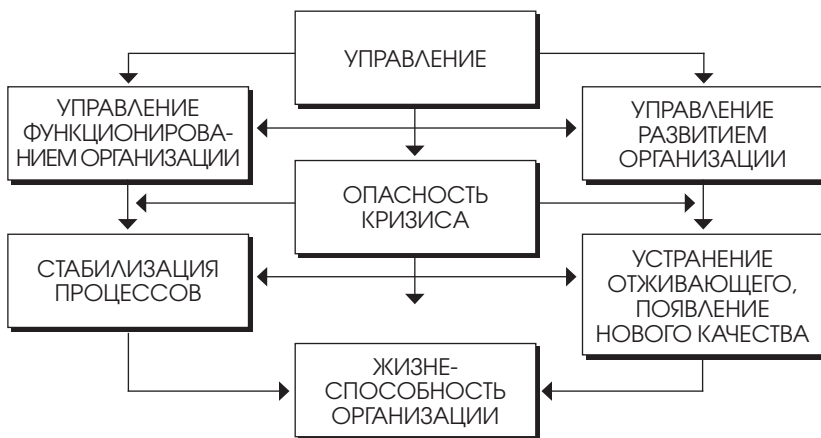 УПРАВЛЕНИЕ
УПРАВЛЕНИЕ
ФУНКЦИОНИРОВА-
НИЕМ ОРГАНИЗАЦИИ
УПРАВЛЕНИЕ
РАЗВИТИЕМ
ОРГАНИЗАЦИИ
ОПАСНОСТЬ
КРИЗИСА
СТАБИЛИЗАЦИЯ
ПРОЦЕССОВ
УСТРАНЕНИЕ
ОТЖИВАЮЩЕГО,
ПОЯВЛЕНИЕ
НОВОГО КАЧЕСТВА
ЖИЗНЕ-
СПОСОБНОСТЬ
ОРГАНИЗАЦИИ